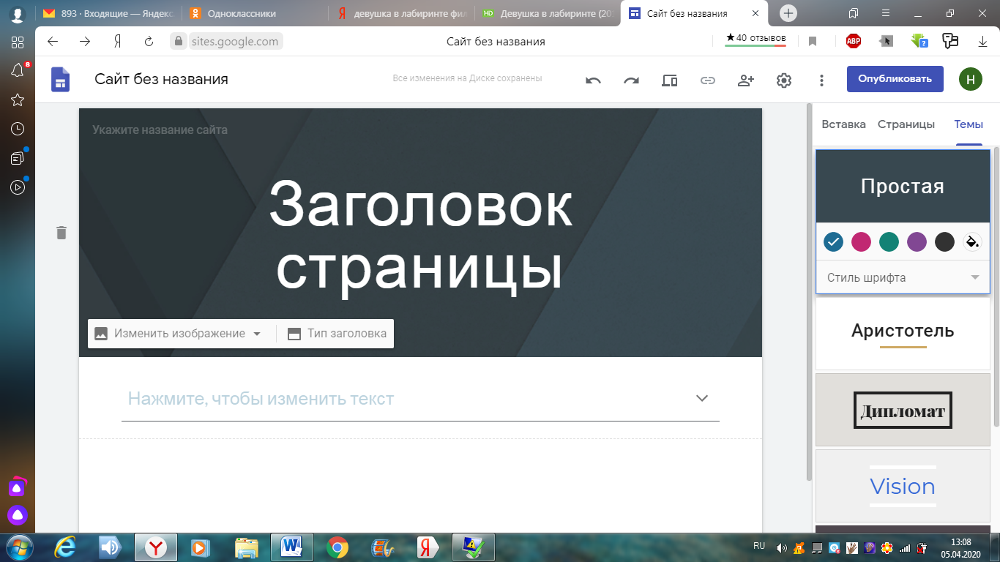 893 · Входящие — Яндекс
Одноклассники
Я
девушка в лабиринте фил
HD
Девушка в лабиринте (20
Сайт без названия
8
Я
sites.google.com
Сайт без названия
★40 отзывов
ABP
?
Сайт без названия
Все изменения на Диске сохранены
Опубликовать
Н
Укажите название сайта
Заголовок
страницы
Изменить изображение
Тип заголовка
Нажмите, чтобы изменить текст
Вставка
Страницы
Темы
Простая
Стиль шрифта
Аристотель
Дипломат
Vision
RU
13:08
05.04.2020